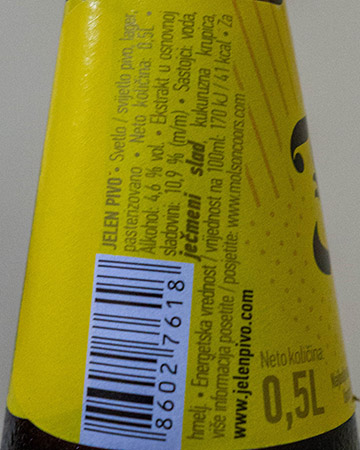 JELEN PIVO • Svetlo / svijetlo pivo, lager,
pasterizovano • Neto količina: 0,5L •
Alkohol: 4,6 % vol. • Ekstrakt u osnovnoj
sladovini: 10,9 % (m/m) • Sastojci: voda,
ječmeni slad, kukuruzna krupica,
hmelj. • Energetska vrednost / vrijednost na 100ml: 170 kJ / 41 kcal • Za
više informacija posetite / posjetite: www.molsoncoors.com
www.jelenpivo.com
86027618
Neto količina:
0,5L